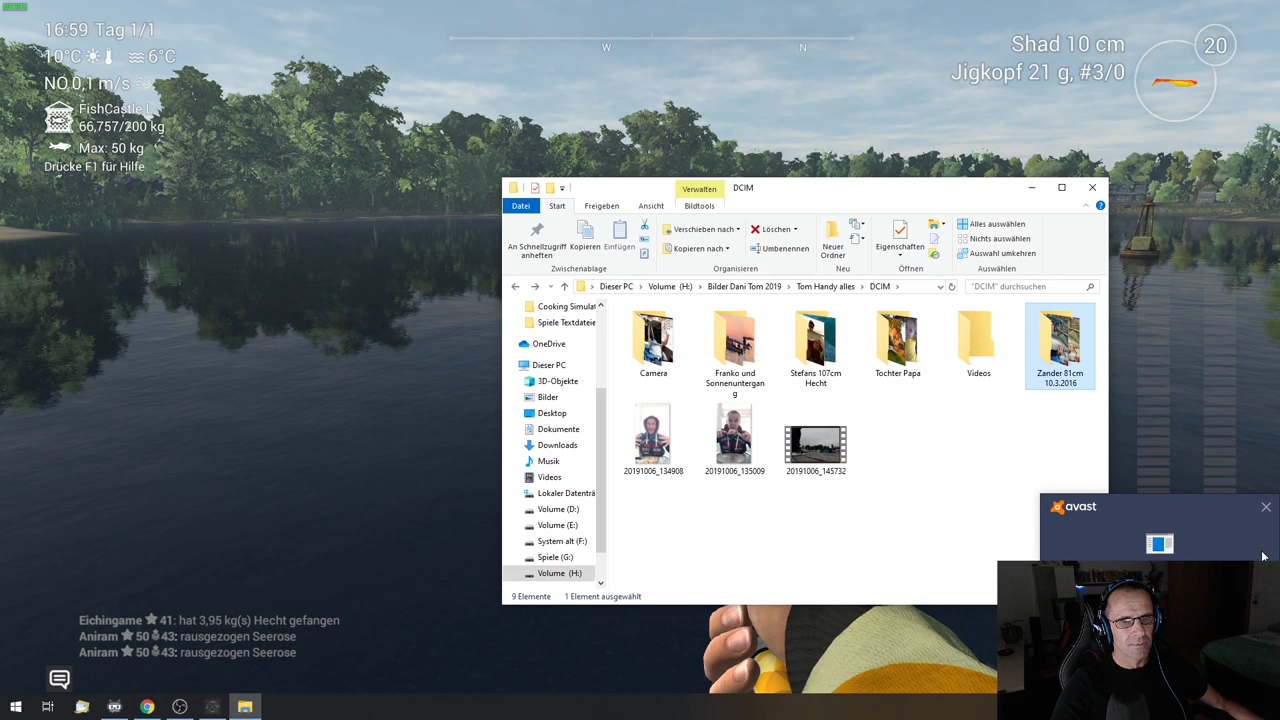 16:59 Tag 1/1
10°C 6°C
NO 0,1 m/s
FishCastle L
66,757/200 kg
Max: 50 kg
Drücke F1 für Hilfe
W N
Shad 10 cm
Jigkopf 21 g, #3/0
20
Verwalten DCIM
Datei Start Freigeben Ansicht Bildtools
An Schnellzugriff
anheften
Kopieren
Einfügen
Zwischenablage
Verschieben nach
Kopieren nach
Löschen
Umbenennen
Organisieren
Neuer
Ordner
Neu
Eigenschaften
Öffnen
Alles auswählen
Nichts auswählen
Auswahl umkehren
Auswählen
Dieser PC > Volume (H:) > Bilder Dani Tom 2019 > Tom Handy alles > DCIM >
"DCIM" durchsuchen
Cooking Simulat
Spiele Textdateie
OneDrive
Dieser PC
3D-Objekte
Bilder
Desktop
Dokumente
Downloads
Musik
Videos
Lokaler Datenträ
Volume (D:)
Volume (E:)
System alt (F:)
Spiele (G:)
Volume (H:)
Camera
Franko und
Sonnenuntergan
g
Stefans 107cm
Hecht
Tochter Papa
Videos
Zander 81cm
10.3.2016
20191006_134908
20191006_135009
20191006_145732
9 Elemente 1 Element ausgewählt
avast
Eichingame 41: hat 3,95 kg(s) Hecht gefangen
Aniram 50 43: rausgezogen Seerose
Aniram 50 43: rausgezogen Seerose